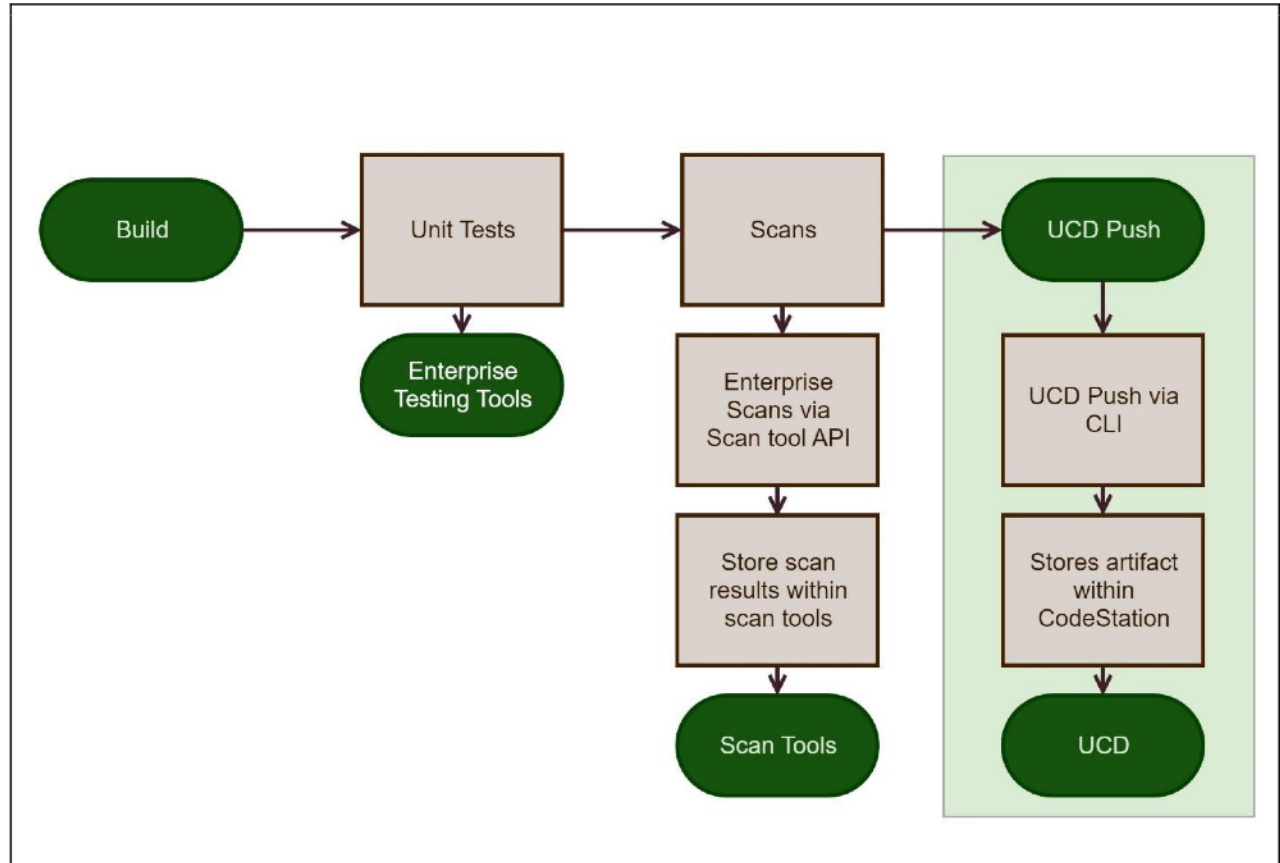 Build
Unit Tests
Scans
UCD Push
Enterprise
Testing Tools
Enterprise
Scans via
Scan tool API
UCD Push via
CLI
Store scan
results within
scan tools
Stores artifact
within
CodeStation
Scan Tools
UCD